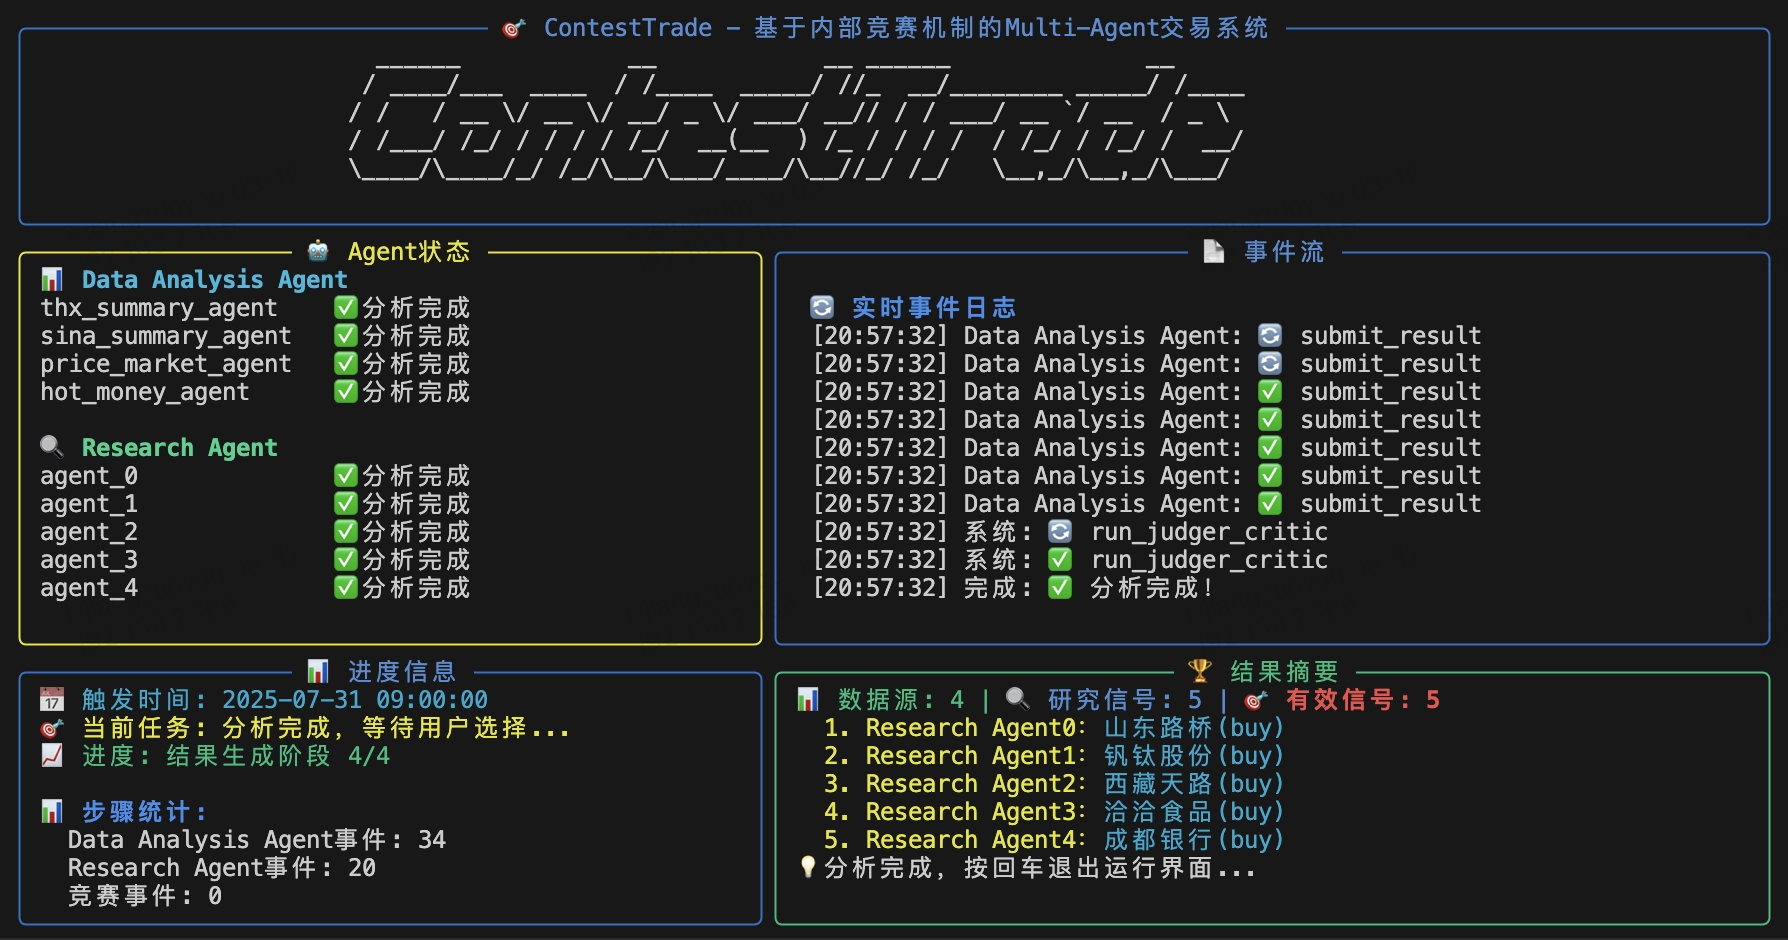 🎯 ContestTrade - 基于内部竞赛机制的Multi-Agent交易系统
ContestTrade
🤖 Agent状态
📊 Data Analysis Agent
thx_summary_agent ✅分析完成
sina_summary_agent ✅分析完成
price_market_agent ✅分析完成
hot_money_agent ✅分析完成
🔍 Research Agent
agent_0 ✅分析完成
agent_1 ✅分析完成
agent_2 ✅分析完成
agent_3 ✅分析完成
agent_4 ✅分析完成
📄 事件流
🔄 实时事件日志
[20:57:32] Data Analysis Agent: 🔄 submit_result
[20:57:32] Data Analysis Agent: 🔄 submit_result
[20:57:32] Data Analysis Agent: ✅ submit_result
[20:57:32] Data Analysis Agent: ✅ submit_result
[20:57:32] Data Analysis Agent: ✅ submit_result
[20:57:32] Data Analysis Agent: ✅ submit_result
[20:57:32] Data Analysis Agent: ✅ submit_result
[20:57:32] 系统: 🔄 run_judger_critic
[20:57:32] 系统: ✅ run_judger_critic
[20:57:32] 完成: ✅ 分析完成!
📊 进度信息
📅 触发时间: 2025-07-31 09:00:00
🎯 当前任务: 分析完成, 等待用户选择...
📈 进度: 结果生成阶段 4/4
📊 步骤统计:
Data Analysis Agent事件: 34
Research Agent事件: 20
竞赛事件: 0
🏆 结果摘要
📊 数据源: 4 | 🔍 研究信号: 5 | 🎯 有效信号: 5
1. Research Agent0: 山东路桥(buy)
2. Research Agent1: 钒钛股份(buy)
3. Research Agent2: 西藏天路(buy)
4. Research Agent3: 洽洽食品(buy)
5. Research Agent4: 成都银行(buy)
💡分析完成, 按回车退出运行界面...